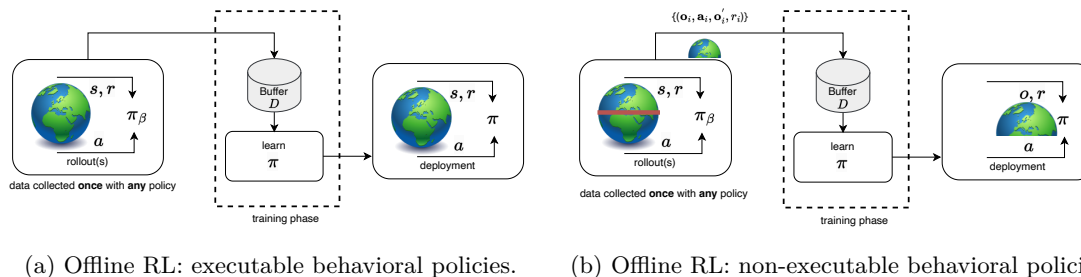 s, r
π_β
a
rollout(s)
data collected once with any policy
Buffer
D
learn
π
training phase
s, r
π
a
deployment
(a) Offline RL: executable behavioral policies.
{(o_i, a_i, o_i', r_i)}
s, r
π_β
a
rollout(s)
data collected once with any policy
Buffer
D
learn
π
training phase
o, r
π
a
deployment
(b) Offline RL: non-executable behavioral